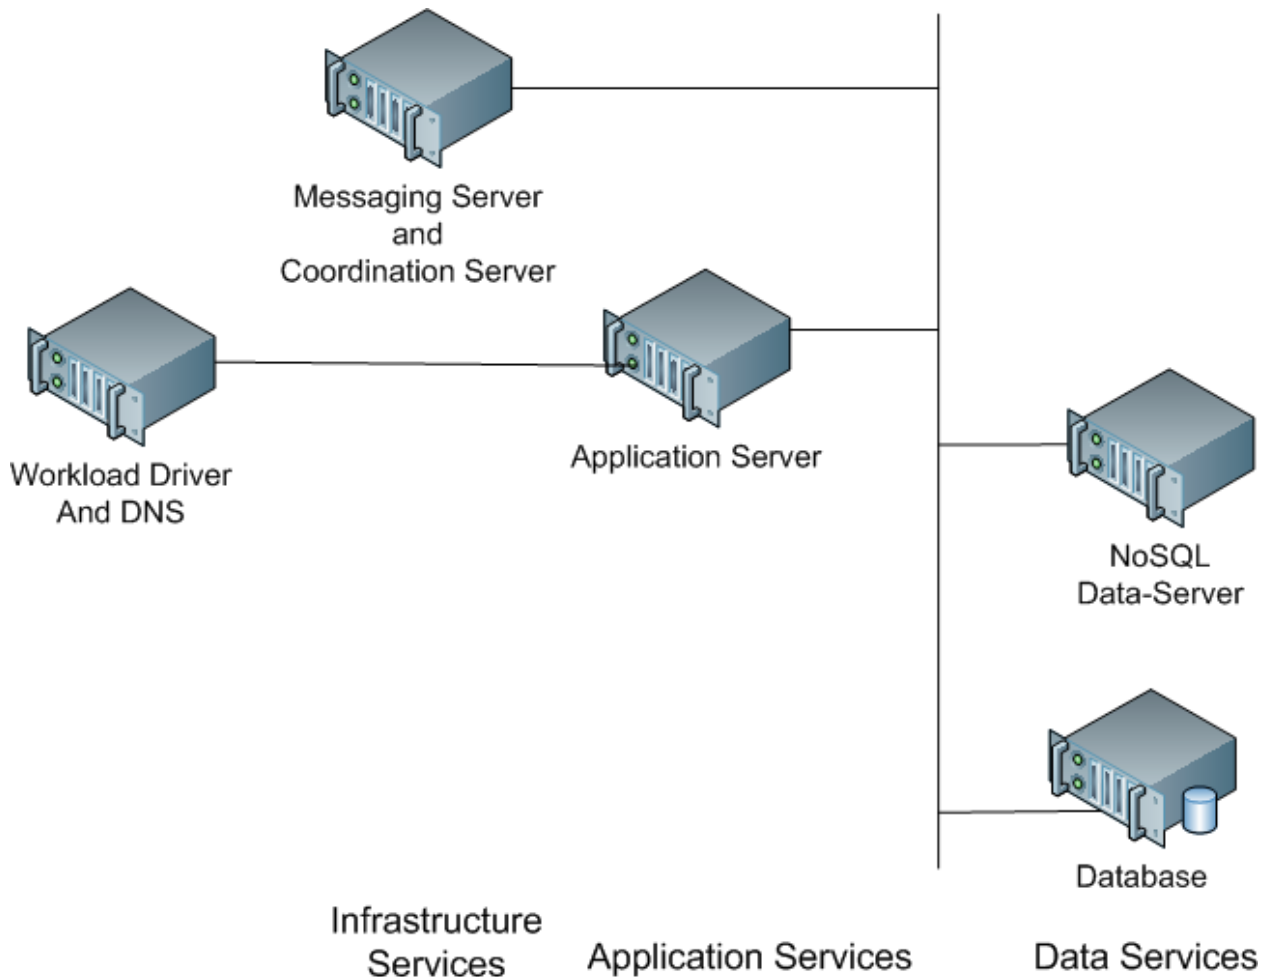 Messaging Server
and
Coordination Server
Workload Driver
And DNS
Application Server
NoSQL
Data-Server
Database
Infrastructure
Services
Application Services
Data Services